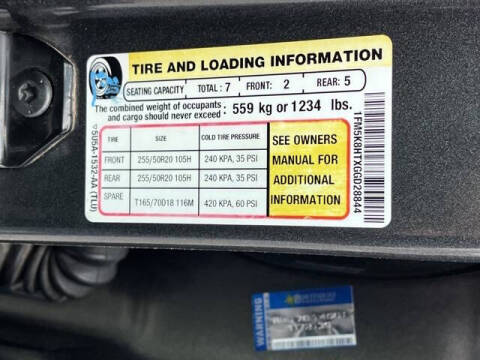 TIRE AND LOADING INFORMATION
SEATING CAPACITY TOTAL : 7 FRONT: 2 REAR: 5
The combined weight of occupants
and cargo should never exceed : 559 kg or 1234 lbs.
TIRE SIZE COLD TIRE PRESSURE
FRONT 255/50R20 105H 240 KPA, 35 PSI
REAR 255/50R20 105H 240 KPA, 35 PSI
SPARE T165/70D18 116M 420 KPA, 60 PSI
SEE OWNERS
MANUAL FOR
ADDITIONAL
INFORMATION
5U5A-1532-AA (TLU)
1FM5K8HTXGGD28844
WARNING